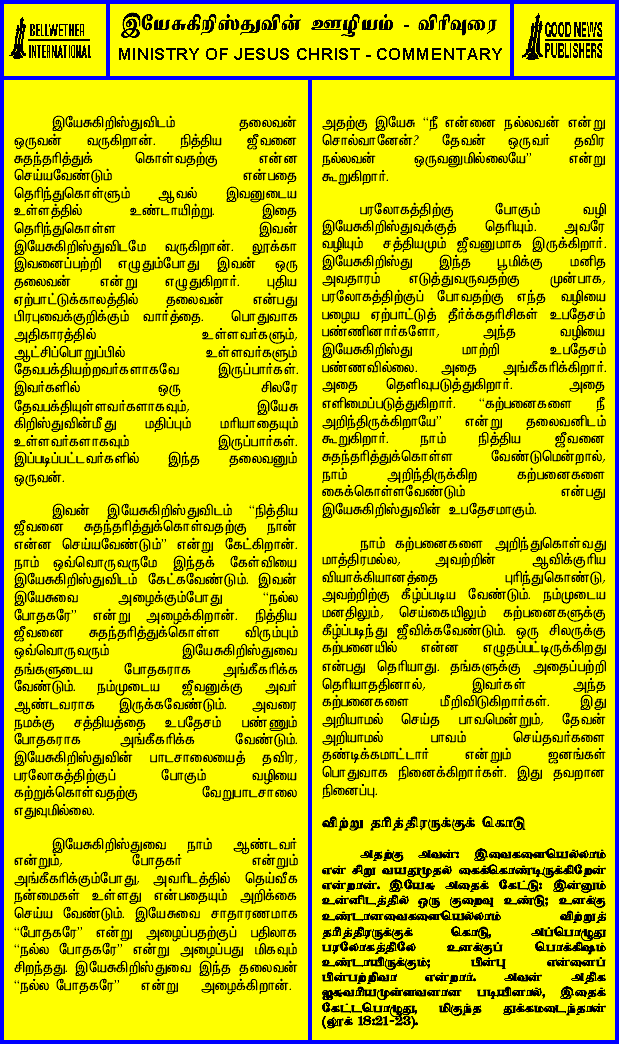 BELLWETHER
INTERNATIONAL
இயேசுகிறிஸ்துவின் ஊழியம் - விரிவுரை
MINISTRY OF JESUS CHRIST - COMMENTARY
GOOD NEWS
PUBLISHERS
இயேசுகிறிஸ்துவிடம் தலைவன்
ஒருவன் வருகிறான். நித்திய ஜீவனை
சுதந்தரித்துக் கொள்வதற்கு என்ன
செய்யவேண்டும் என்பதை
தெரிந்துகொள்ளும் ஆவல் இவனுடைய
உள்ளத்தில் உண்டாயிற்று. இதை
தெரிந்துகொள்ள இவன்
இயேசுகிறிஸ்துவிடமே வருகிறான். லூக்கா
இவனைப்பற்றி எழுதும்போது இவன் ஒரு
தலைவன் என்று எழுதுகிறார். புதிய
ஏற்பாட்டுக்காலத்தில் தலைவன் என்பது
பிரபுவைக்குறிக்கும் வார்த்தை. பொதுவாக
அதிகாரத்தில் உள்ளவர்களும்,
ஆட்சிப்பொறுப்பில் உள்ளவர்களும்
தேவபக்தியற்றவர்களாகவே இருப்பார்கள்.
இவர்களில் ஒரு சிலரே
தேவபக்தியுள்ளவர்களாகவும், இயேசு
கிறிஸ்துவின்மீது மதிப்பும் மரியாதையும்
உள்ளவர்களாகவும் இருப்பார்கள்.
இப்படிப்பட்டவர்களில் இந்த தலைவனும்
ஒருவன்.
இவன் இயேசுகிறிஸ்துவிடம் “நித்திய
ஜீவனை சுதந்தரித்துக்கொள்வதற்கு நான்
என்ன செய்யவேண்டும்” என்று கேட்கிறான்.
நாம் ஒவ்வொருவருமே இந்தக் கேள்வியை
இயேசுகிறிஸ்துவிடம் கேட்கவேண்டும். இவன்
இயேசுவை அழைக்கும்போது “நல்ல
போதகரே” என்று அழைக்கிறான். நித்திய
ஜீவனை சுதந்தரித்துக்கொள்ள விரும்பும்
ஒவ்வொருவரும் இயேசுகிறிஸ்துவை
தங்களுடைய போதகராக அங்கீகரிக்க
வேண்டும். நம்முடைய ஜீவனுக்கு அவர்
ஆண்டவராக இருக்கவேண்டும். அவரை
நமக்கு சத்தியத்தை உபதேசம் பண்ணும்
போதகராக அங்கீகரிக்க வேண்டும்.
இயேசுகிறிஸ்துவின் பாடசாலையைத் தவிர,
பரலோகத்திற்குப் போகும் வழியை
கற்றுக்கொள்வதற்கு வேறுபாடசாலை
எதுவுமில்லை.
இயேசுகிறிஸ்துவை நாம் ஆண்டவர்
என்றும், போதகர் என்றும்
அங்கீகரிக்கும்போது, அவரிடத்தில் தெய்வீக
நன்மைகள் உள்ளது என்பதையும் அறிக்கை
செய்ய வேண்டும். இயேசுவை சாதாரணமாக
“போதகரே” என்று அழைப்பதற்குப் பதிலாக
“நல்ல போதகரே” என்று அழைப்பது மிகவும்
சிறந்தது. இயேசுகிறிஸ்துவை இந்த தலைவன்
“நல்ல போதகரே” என்று அழைக்கிறான்.
அதற்கு இயேசு “நீ என்னை நல்லவன் என்று
சொல்வானேன்? தேவன் ஒருவர் தவிர
நல்லவன் ஒருவனுமில்லையே” என்று
கூறுகிறார்.
பரலோகத்திற்கு போகும் வழி
இயேசுகிறிஸ்துவுக்குத் தெரியும். அவரே
வழியும் சத்தியமும் ஜீவனுமாக இருக்கிறார்.
இயேசுகிறிஸ்து இந்த பூமிக்கு மனித
அவதாரம் எடுத்துவருவதற்கு முன்பாக,
பரலோகத்திற்குப் போவதற்கு எந்த வழியை
பழைய ஏற்பாட்டுத் தீர்க்கதரிசிகள் உபதேசம்
பண்ணினார்களோ, அந்த வழியை
இயேசுகிறிஸ்து மாற்றி உபதேசம்
பண்ணவில்லை. அதை அங்கீகரிக்கிறார்.
அதை தெளிவுபடுத்துகிறார். அதை
எளிமைப்படுத்துகிறார். “கற்பனைகளை நீ
அறிந்திருக்கிறாயே” என்று தலைவனிடம்
கூறுகிறார். நாம் நித்திய ஜீவனை
சுதந்தரித்துக்கொள்ள வேண்டுமென்றால்,
நாம் அறிந்திருக்கிற கற்பனைகளை
கைக்கொள்ளவேண்டும் என்பது
இயேசுகிறிஸ்துவின் உபதேசமாகும்.
நாம் கற்பனைகளை அறிந்துகொள்வது
மாத்திரமல்ல, அவற்றின் ஆவிக்குரிய
வியாக்கியானத்தை புரிந்துகொண்டு,
அவற்றிற்கு கீழ்ப்படிய வேண்டும். நம்முடைய
மனதிலும், செய்கையிலும் கற்பனைகளுக்கு
கீழ்ப்படிந்து ஜீவிக்கவேண்டும். ஒரு சிலருக்கு
கற்பனையில் என்ன எழுதப்பட்டிருக்கிறது
என்பது தெரியாது. தங்களுக்கு அதைப்பற்றி
தெரியாததினால், இவர்கள் அந்த
கற்பனைகளை மீறிவிடுகிறார்கள். இது
அறியாமல் செய்த பாவமென்றும், தேவன்
அறியாமல் பாவம் செய்தவர்களை
தண்டிக்கமாட்டார் என்றும் ஜனங்கள்
பொதுவாக நினைக்கிறார்கள். இது தவறான
நினைப்பு.
விற்று தரித்திரருக்குக் கொடு
அதற்கு அவன்: இவைகளையெல்லாம்
என் சிறு வயதுமுதல் கைக்கொண்டிருக்கிறேன்
என்றான். இயேசு அதைக் கேட்டு: இன்னும்
உன்னிடத்தில் ஒரு குறைவு உண்டு; உனக்கு
உண்டானவைகளையெல்லாம் விற்றுத்
தரித்திரருக்குக் கொடு, அப்பொழுது
பரலோகத்திலே உனக்குப் பொக்கிஷம்
உண்டாயிருக்கும்; பின்பு என்னைப்
பின்பற்றிவா என்றார். அவன் அதிக
ஐசுவரியமுள்ளவனான படியினால், இதைக்
கேட்டபொழுது, மிகுந்த துக்கமடைந்தான்
(லூக் 18:21-23).